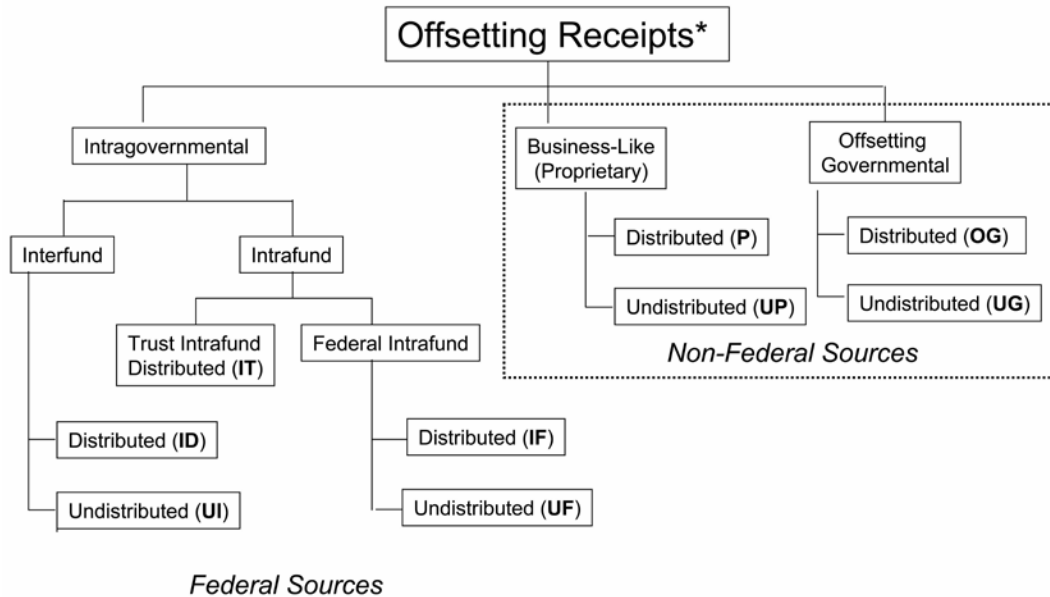 Offsetting Receipts*
Intragovernmental
Business-Like
(Proprietary)
Offsetting
Governmental
Interfund
Intrafund
Distributed (P)
Distributed (OG)
Undistributed (UP)
Undistributed (UG)
Trust Intrafund
Distributed (IT)
Federal Intrafund
Non-Federal Sources
Distributed (ID)
Distributed (IF)
Undistributed (UI)
Undistributed (UF)
Federal Sources